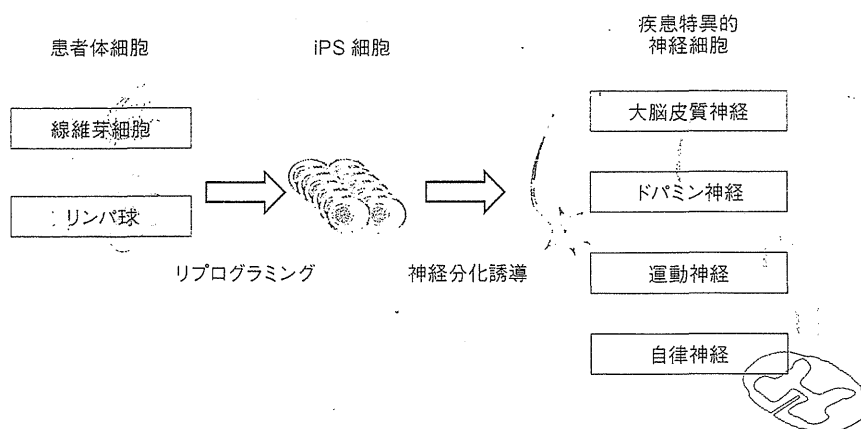 患者体細胞
線維芽細胞
リンパ球
リプログラミング
iPS 細胞
神経分化誘導
疾患特異的
神経細胞
大脳皮質神経
ドパミン神経
運動神経
自律神経